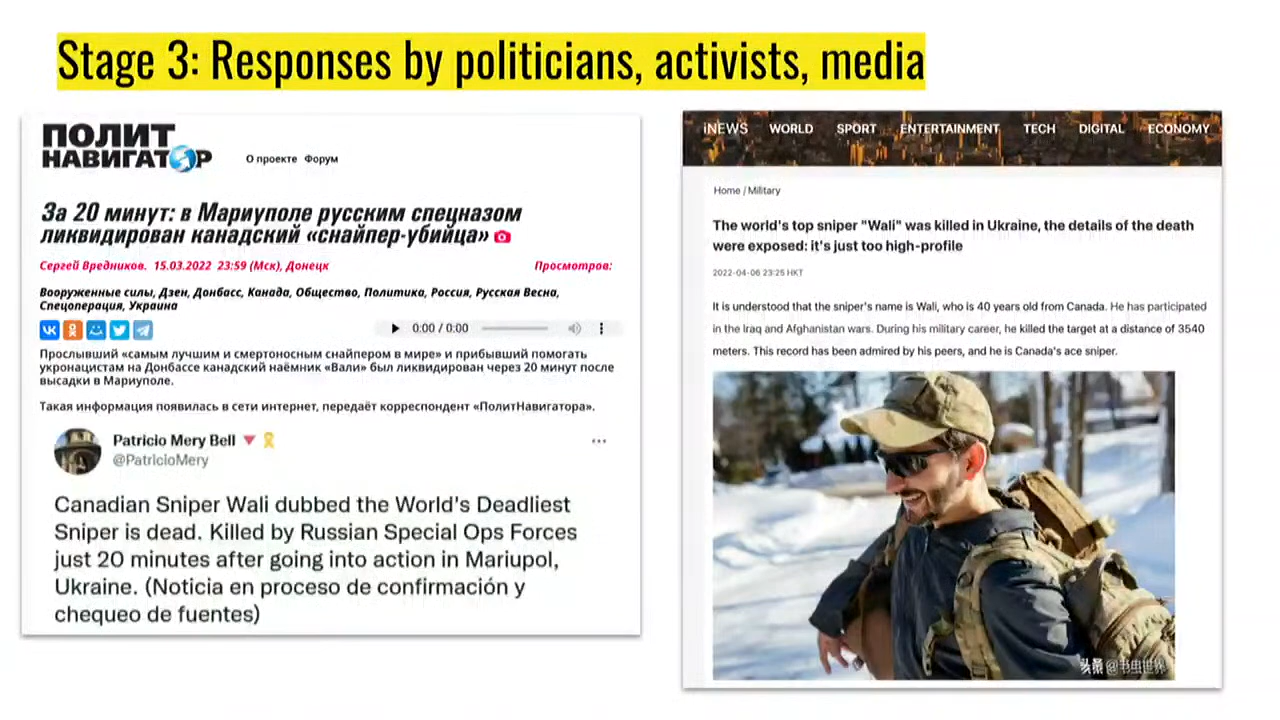 Stage 3: Responses by politicians, activists, media
ПОЛИТ
НАВИГАТОР
О проекте Форум
За 20 минут: в Мариуполе русским спецназом
ликвидирован канадский «снайпер-убийца»
Сергей Вредников. 15.03.2022 23:59 (Мск), Донецк
Просмотров:
Вооруженные силы, Дзен, Донбасс, Канада, Общество, Политика, Россия, Русская Весна,
Спецоперация, Украина
0:00 / 0:00
Прослывший «самым лучшим и смертоносным снайпером в мире» и прибывший помогать
укронацистам на Донбассе канадский наёмник «Вали» был ликвидирован через 20 минут после
высадки в Мариуполе.
Такая информация появилась в сети интернет, передаёт корреспондент «ПолитНавигатора».
Patricio Mery Bell
@PatricioMery
Canadian Sniper Wali dubbed the World's Deadliest
Sniper is dead. Killed by Russian Special Ops Forces
just 20 minutes after going into action in Mariupol,
Ukraine. (Noticia en proceso de confirmación y
chequeo de fuentes)
iNEWS WORLD SPORT ENTERTAINMENT TECH DIGITAL ECONOMY
Home / Military
The world's top sniper "Wali" was killed in Ukraine, the details of the death
were exposed: it's just too high-profile
2022-04-06 23:25 HKT
It is understood that the sniper's name is Wali, who is 40 years old from Canada. He has participated
in the Iraq and Afghanistan wars. During his military career, he killed the target at a distance of 3540
meters. This record has been admired by his peers, and he is Canada's ace sniper.
头条 @书虫世界